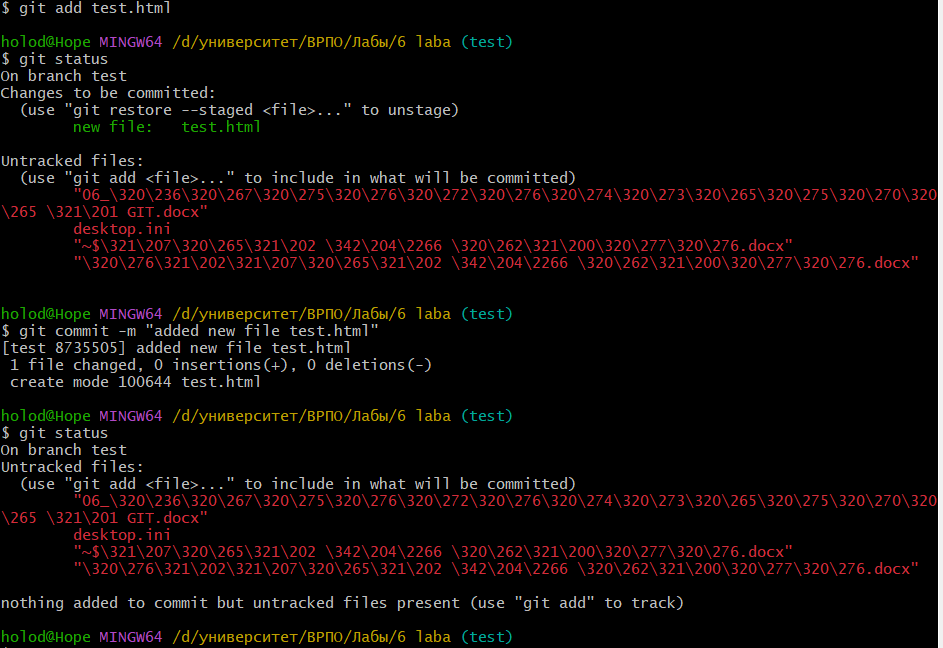 $ git add test.html
holod@Hope MINGW64 /d/университет/ВРПО/Лабы/6 laba (test)
$ git status
On branch test
Changes to be committed:
  (use "git restore --staged <file>..." to unstage)
        new file:   test.html
Untracked files:
  (use "git add <file>..." to include in what will be committed)
        "06_\320\236\320\267\320\275\320\276\320\272\320\276\320\274\320\273\320\265\320\275\320\270\320
\265 \321\201 GIT.docx"
        desktop.ini
        "~$\321\207\320\265\321\202 \342\204\2266 \320\262\321\200\320\277\320\276.docx"
        "\320\276\321\202\321\207\320\265\321\202 \342\204\2266 \320\262\321\200\320\277\320\276.docx"
holod@Hope MINGW64 /d/университет/ВРПО/Лабы/6 laba (test)
$ git commit -m "added new file test.html"
[test 8735505] added new file test.html
 1 file changed, 0 insertions(+), 0 deletions(-)
 create mode 100644 test.html
holod@Hope MINGW64 /d/университет/ВРПО/Лабы/6 laba (test)
$ git status
On branch test
Untracked files:
  (use "git add <file>..." to include in what will be committed)
        "06_\320\236\320\267\320\275\320\276\320\272\320\276\320\274\320\273\320\265\320\275\320\270\320
\265 \321\201 GIT.docx"
        desktop.ini
        "~$\321\207\320\265\321\202 \342\204\2266 \320\262\321\200\320\277\320\276.docx"
        "\320\276\321\202\321\207\320\265\321\202 \342\204\2266 \320\262\321\200\320\277\320\276.docx"
nothing added to commit but untracked files present (use "git add" to track)
holod@Hope MINGW64 /d/университет/ВРПО/Лабы/6 laba (test)